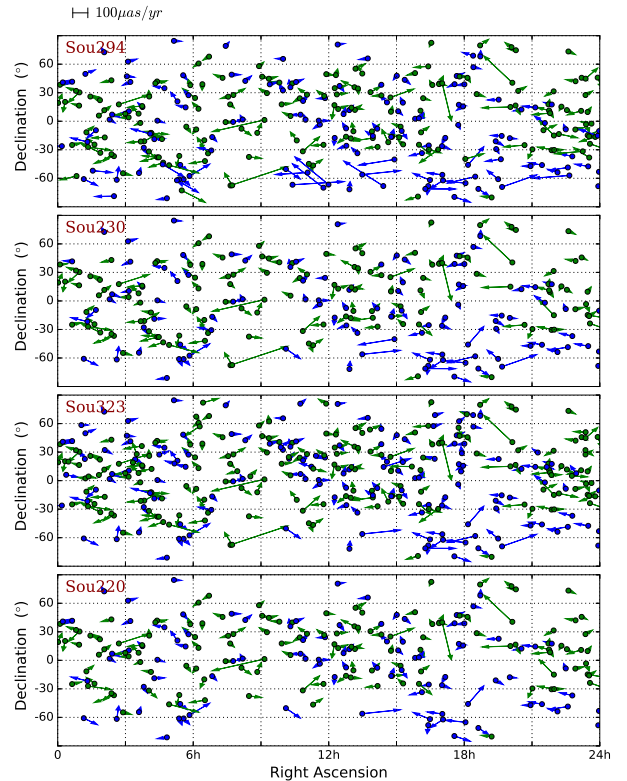 100μas/yr
Sou294
60
30
0
-30
-60
Declination (°)
Sou230
60
30
0
-30
-60
Declination (°)
Sou323
60
30
0
-30
-60
Declination (°)
Sou220
60
30
0
-30
-60
Declination (°)
0 6h 12h 18h 24h
Right Ascension